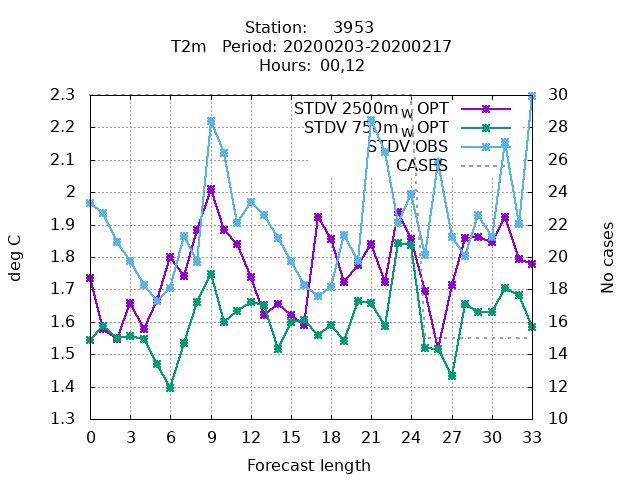 Station: 3953
T2m Period: 20200203-20200217
Hours: 00,12
STDV 2500m_W OPT
STDV 750m_W OPT
STDV OBS
CASES
2.3
2.2
2.1
2
1.9
1.8
1.7
1.6
1.5
1.4
1.3
30
28
26
24
22
20
18
16
14
12
10
deg C
No cases
0 3 6 9 12 15 18 21 24 27 30 33
Forecast length